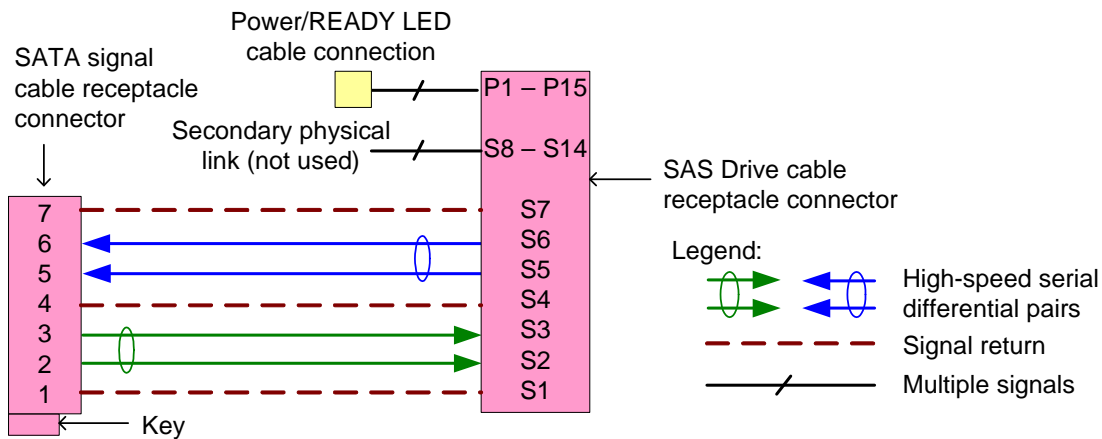 Power/READY LED
cable connection
SATA signal
cable receptacle
connector
P1 – P15
Secondary physical
link (not used)
S8 – S14
SAS Drive cable
receptacle connector
7
S7
6
S6
5
S5
4
S4
3
S3
2
S2
1
S1
Key
Legend:
High-speed serial
differential pairs
Signal return
Multiple signals